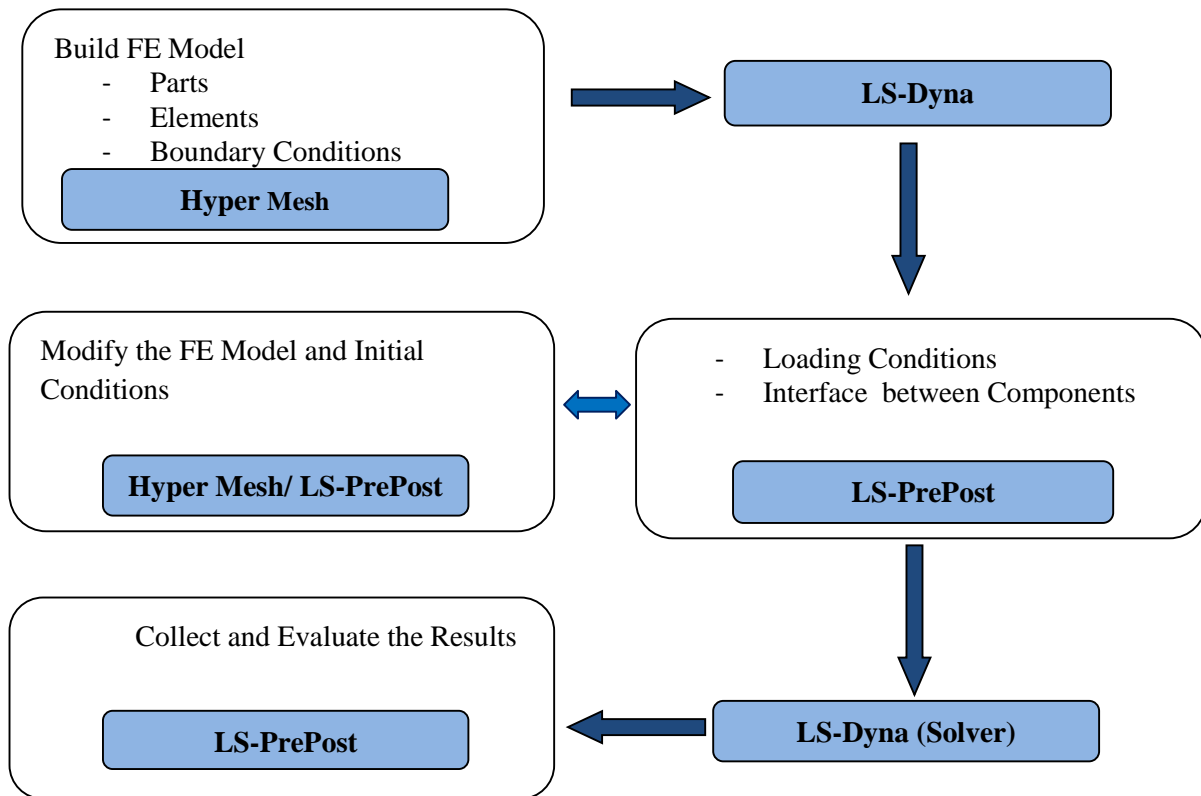 Build FE Model
- Parts
- Elements
- Boundary Conditions
Hyper Mesh
LS-Dyna
Modify the FE Model and Initial
Conditions
Hyper Mesh/ LS-PrePost
- Loading Conditions
- Interface  between Components
LS-PrePost
Collect and Evaluate the Results
LS-PrePost
LS-Dyna (Solver)